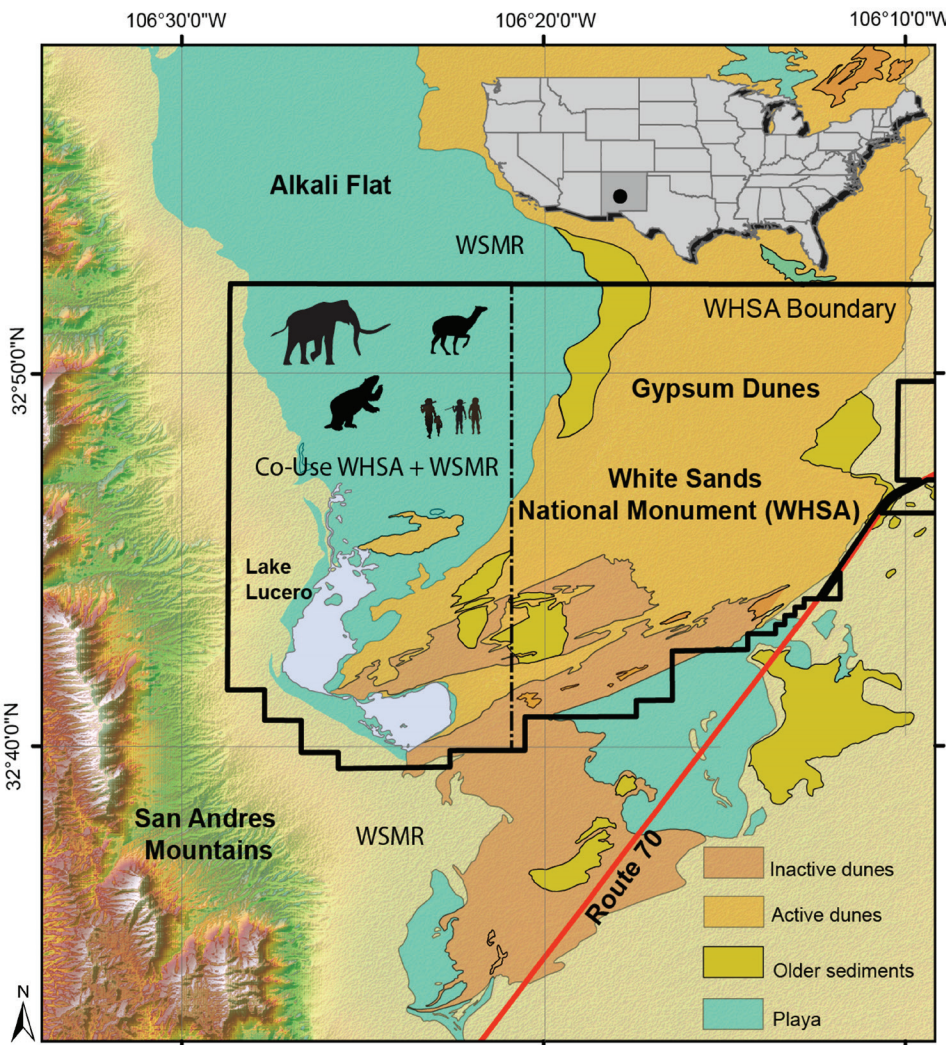 106°30'0"W
106°20'0"W
106°10'0"W
Alkali Flat
WSMR
WHSA Boundary
32°50'0"N
Gypsum Dunes
Co-Use WHSA + WSMR
White Sands
National Monument (WHSA)
Lake
Lucero
32°40'0"N
San Andres
Mountains
WSMR
Route 70
Inactive dunes
Active dunes
Older sediments
Playa
N